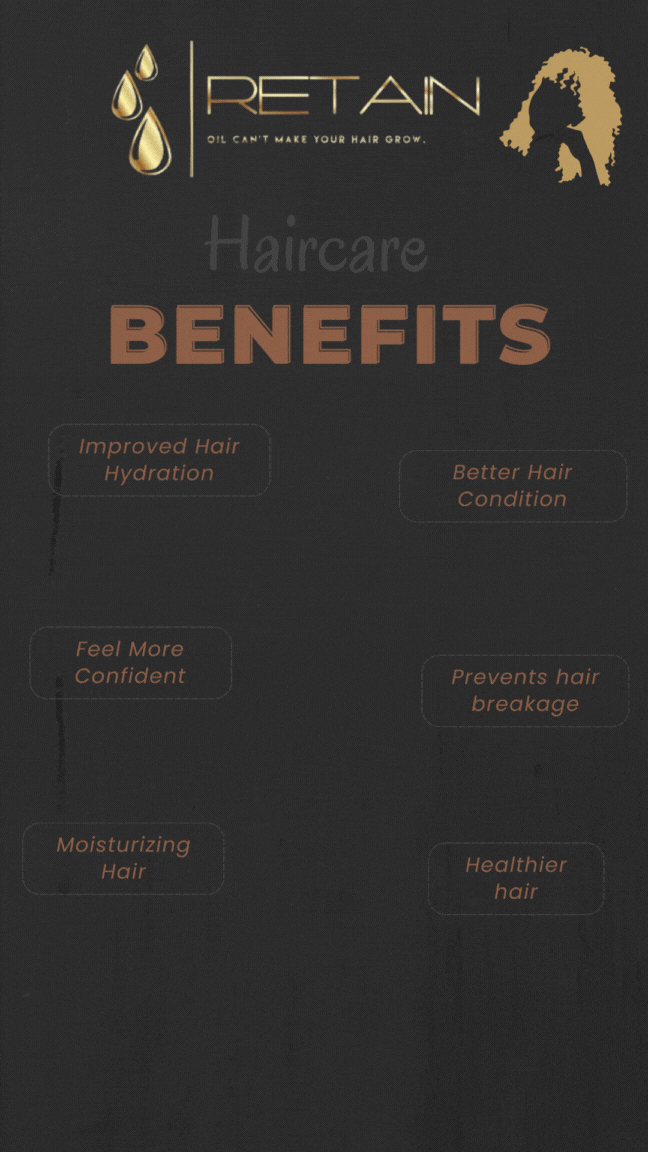 RETAIN
OIL CAN'T MAKE YOUR HAIR GROW.
Haircare
BENEFITS
Improved Hair
Hydration
Better Hair
Condition
Feel More
Confident
Prevents hair
breakage
Moisturizing
Hair
Healthier
hair